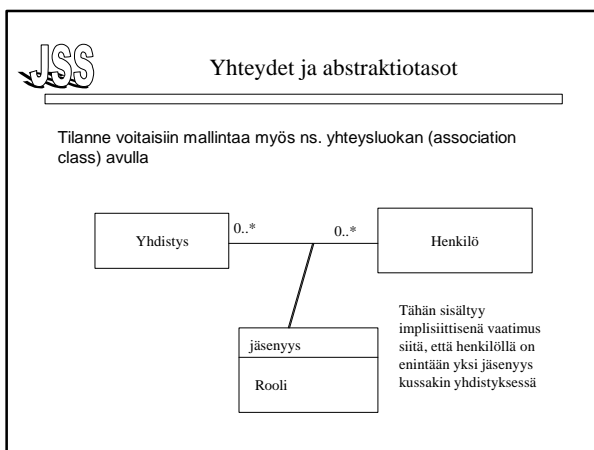 JSS
Yhteydet ja abstraktiotasot
Tilanne voitaisiin mallintaa myös ns. yhteysluokan (association
class) avulla
0..*
0..*
Yhdistys
Henkilö
jäsenyys
Rooli
Tähän sisältyy
implisiittisenä vaatimus
siitä, että henkilöllä on
enintään yksi jäsenyys
kussakin yhdistyksessä